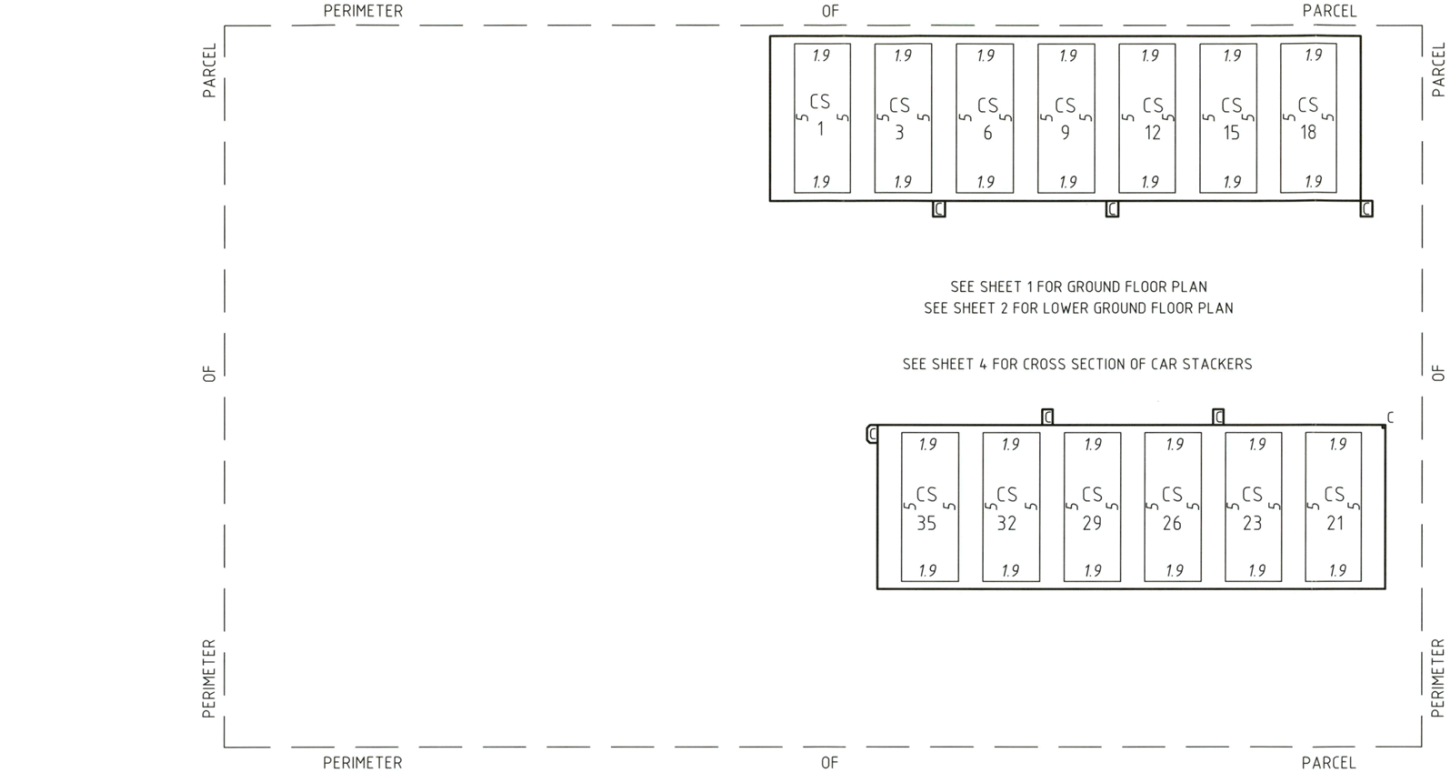 PERIMETER OF PARCEL
PARCEL
OF
PERIMETER
PARCEL
OF
PERIMETER
1.9 1.9 1.9 1.9 1.9 1.9 1.9
CS CS CS CS CS CS CS
5 5 5 5 5 5 5 5 5 5 5 5 5 5
1 3 6 9 12 15 18
1.9 1.9 1.9 1.9 1.9 1.9 1.9
C C C
SEE SHEET 1 FOR GROUND FLOOR PLAN
SEE SHEET 2 FOR LOWER GROUND FLOOR PLAN
SEE SHEET 4 FOR CROSS SECTION OF CAR STACKERS
C C C C
1.9 1.9 1.9 1.9 1.9 1.9
CS CS CS CS CS CS
5 5 5 5 5 5 5 5 5 5 5 5
35 32 29 26 23 21
1.9 1.9 1.9 1.9 1.9 1.9
PERIMETER OF PARCEL